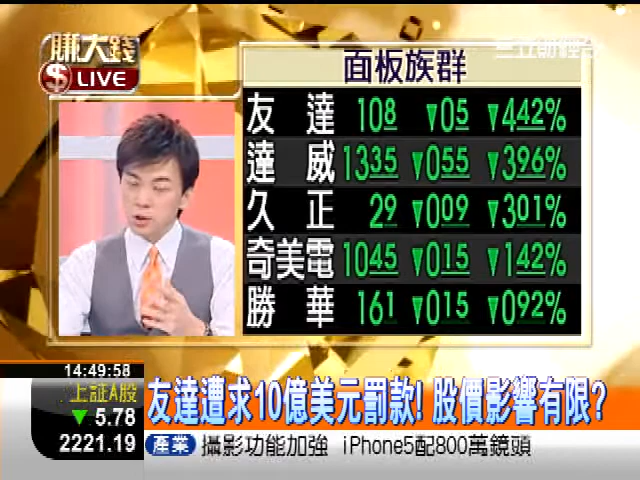 賺大錢
LIVE
三立財經台
面板族群
友達 108 ▼05 ▼442%
達威 1335 ▼055 ▼396%
久正 29 ▼009 ▼301%
奇美電 1045 ▼015 ▼142%
勝華 161 ▼015 ▼092%
14:49:58
上証A股
▼ 5.78
2221.19
友達遭求10億美元罰款! 股價影響有限?
產業 攝影功能加強 iPhone5配800萬鏡頭